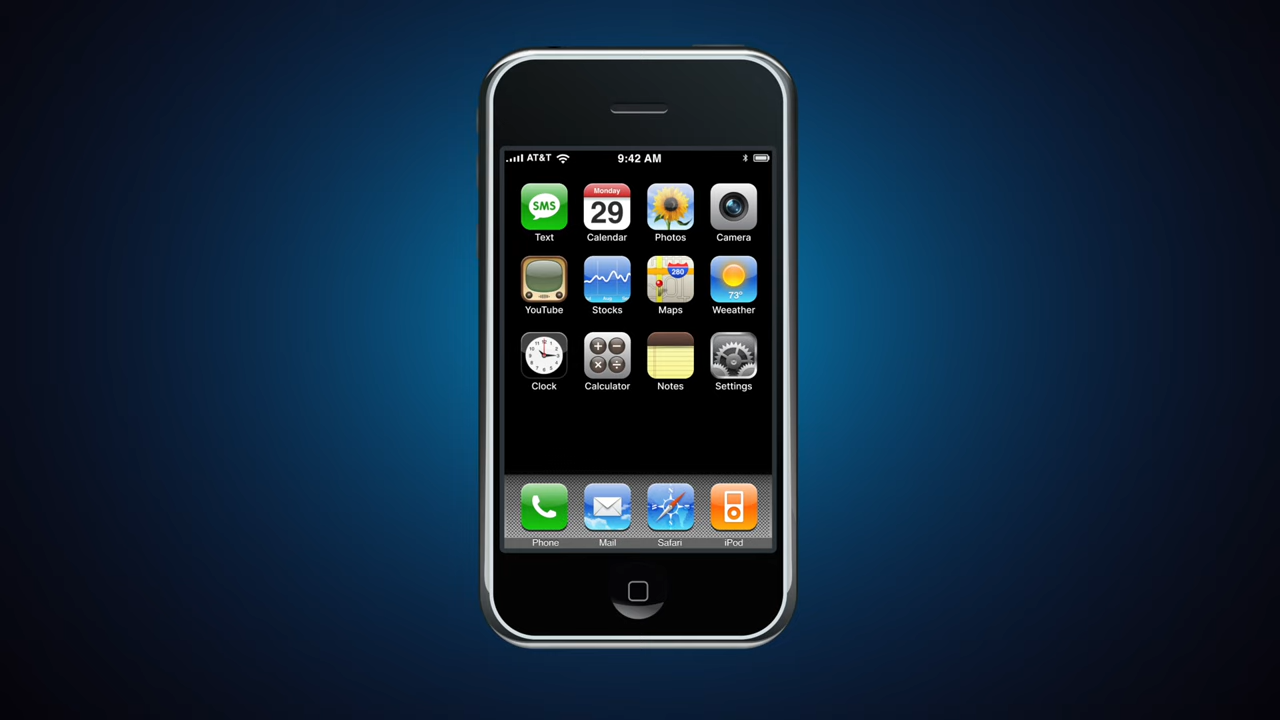 AT&T 9:42 AM
SMS Monday 29
Text Calendar Photos Camera
280 73°
YouTube Stocks Maps Weeather
Clock Calculator Notes Settings
Phone Mail Safari iPod